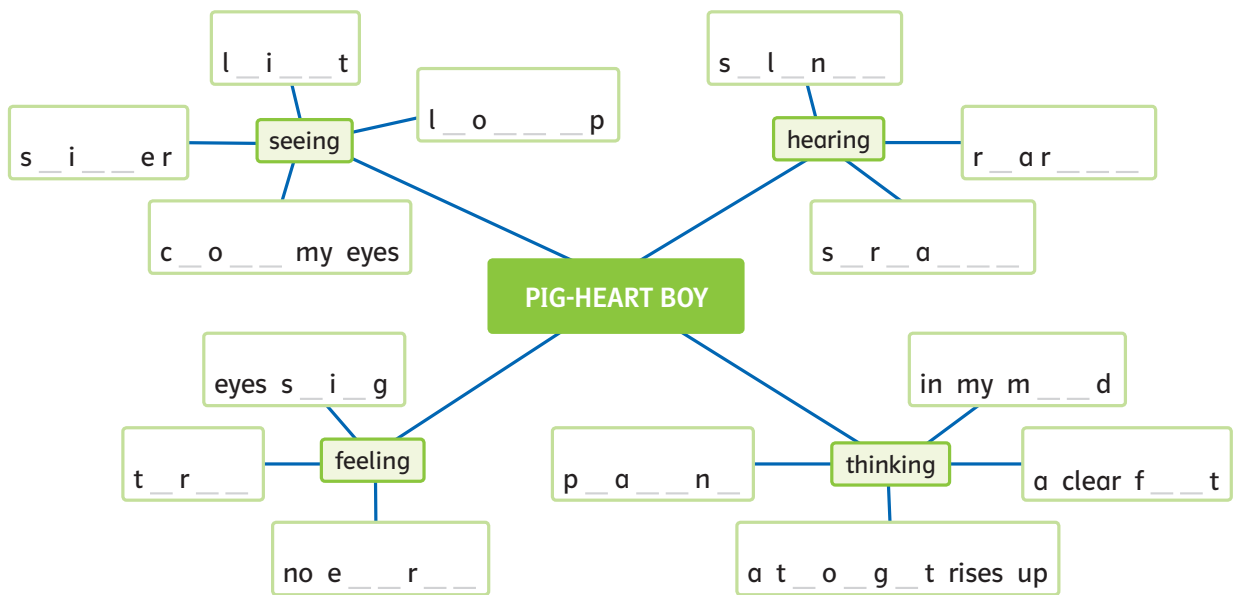 l _ i _ _ t
s _ l _ n _ _
l _ o _ _ _ p
seeing
hearing
s _ i _ _ e r
r _ a r _ _ _
c _ o _ _ my eyes
s _ r _ a _ _ _
PIG-HEART BOY
eyes s _ i _ g
in my m _ _ d
t _ r _ _
feeling
p _ a _ _ n _
thinking
a clear f _ _ t
no e _ _ r _ _
a t _ o _ g _ t rises up